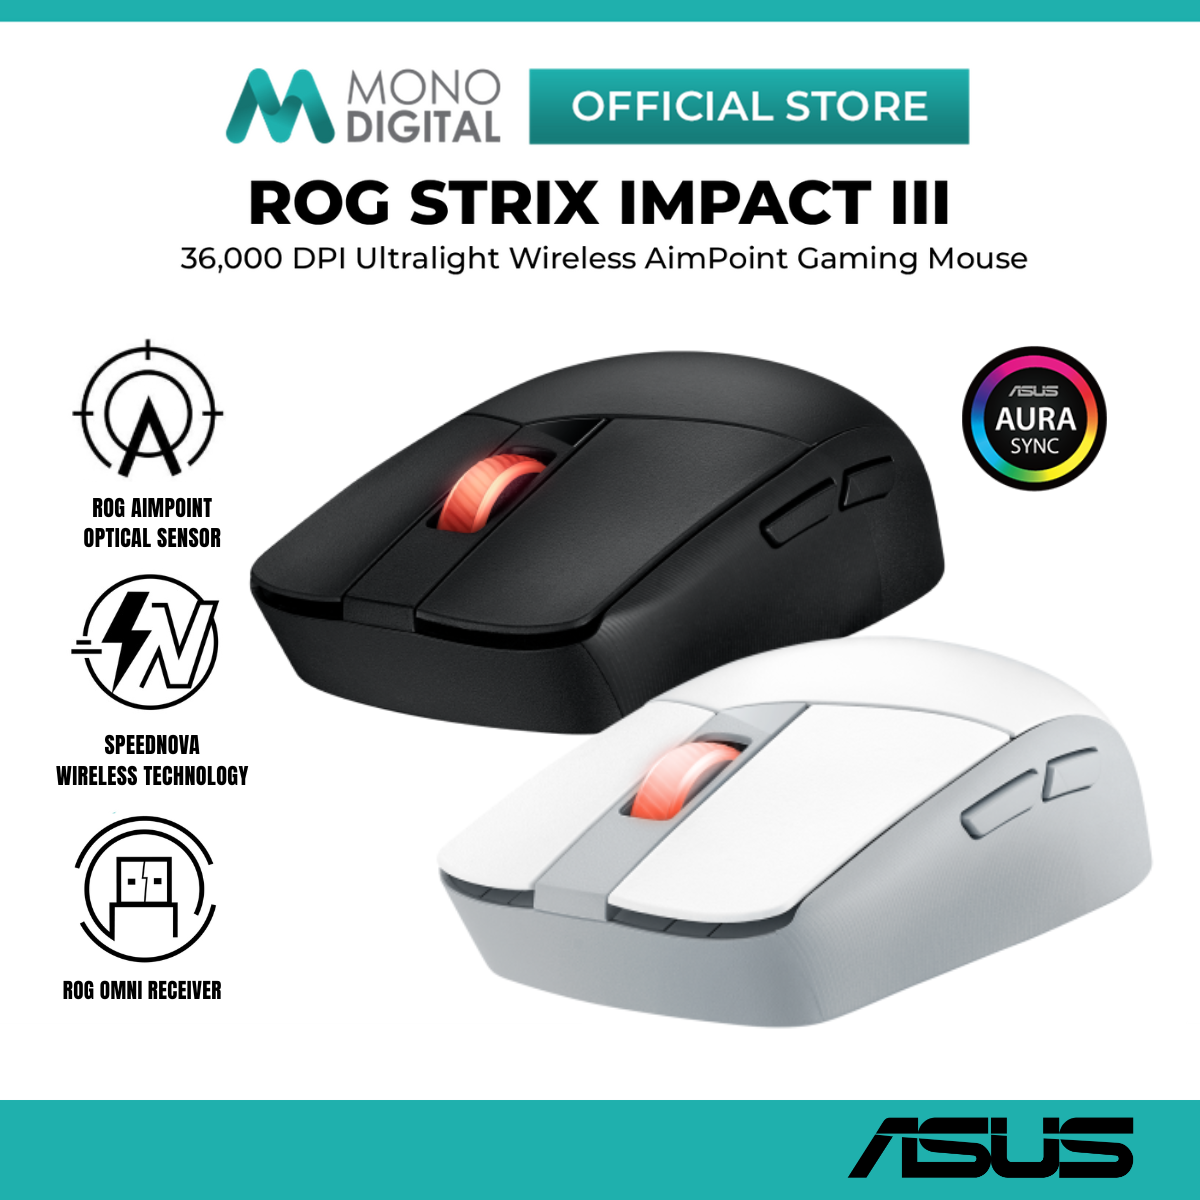 MONO
DIGITAL
OFFICIAL STORE
ROG STRIX IMPACT III
36,000 DPI Ultralight Wireless AimPoint Gaming Mouse
ROG AIMPOINT
OPTICAL SENSOR
ASUS
AURA
SYNC
SPEEDNOVA
WIRELESS TECHNOLOGY
ROG OMNI RECEIVER
ASUS